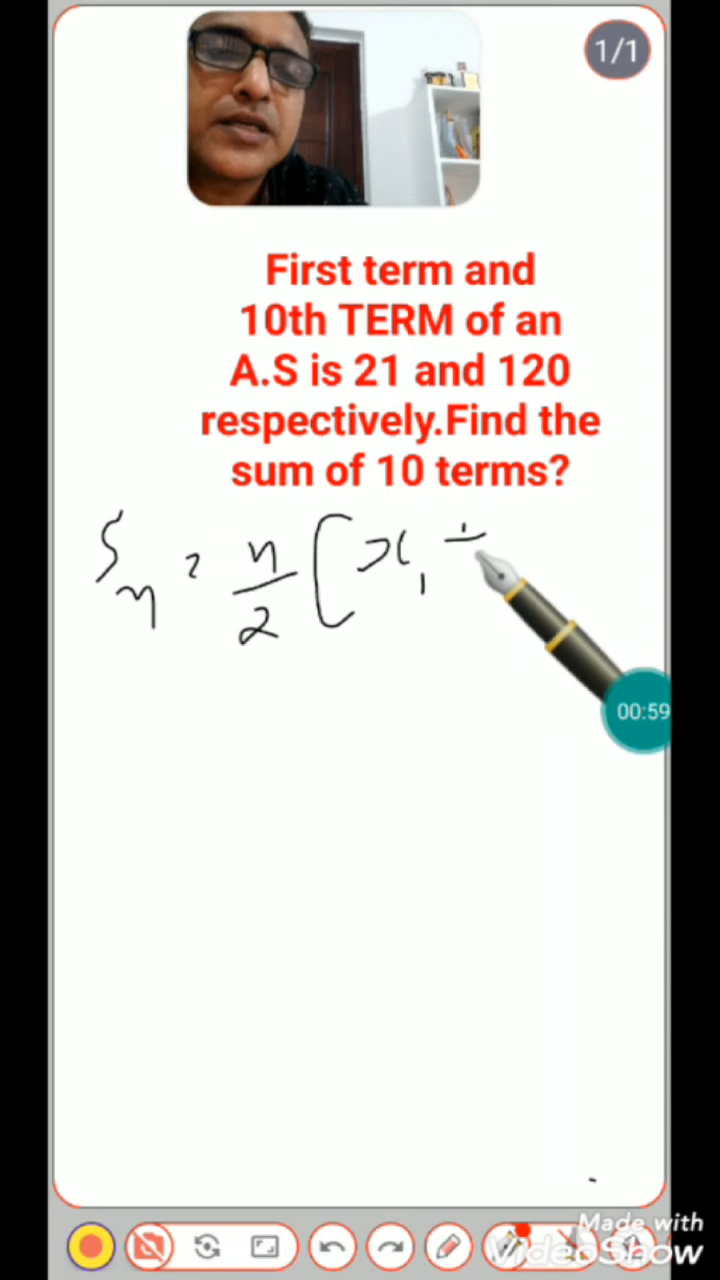 1/1
First term and
10th TERM of an
A.S is 21 and 120
respectively.Find the
sum of 10 terms?
Sn = n/2 [x₁ +
00:59
Made with
VideoShow